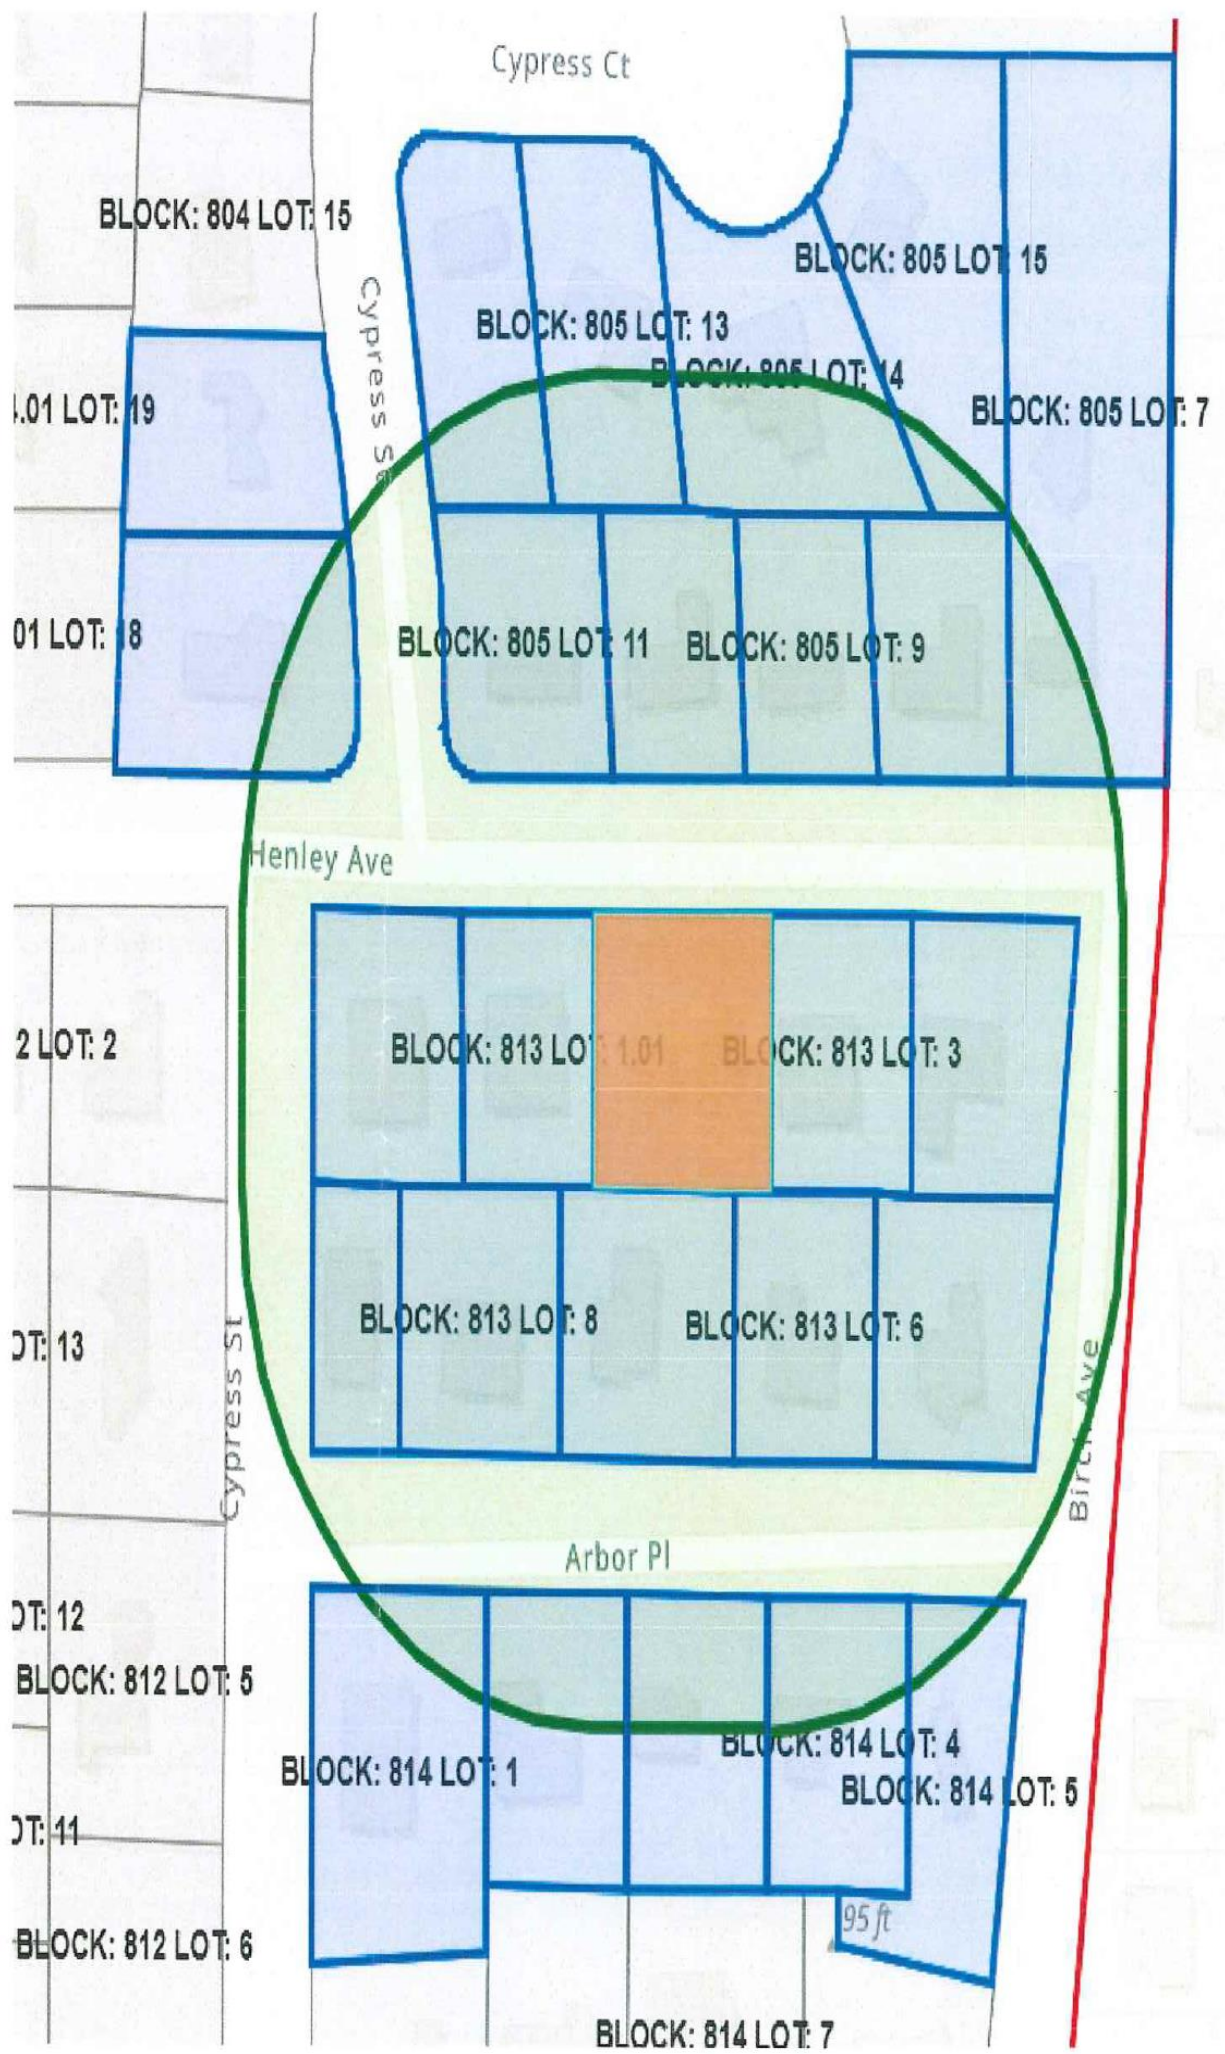 Cypress Ct
BLOCK: 804 LOT: 15
BLOCK: 805 LOT: 15
Cypress St
BLOCK: 805 LOT: 13
BLOCK: 805 LOT: 14
.01 LOT: 19
BLOCK: 805 LOT: 7
01 LOT: 18
BLOCK: 805 LOT: 11
BLOCK: 805 LOT: 9
Henley Ave
2 LOT: 2
BLOCK: 813 LOT: 1.01
BLOCK: 813 LOT: 3
BLOCK: 813 LOT: 8
BLOCK: 813 LOT: 6
OT: 13
Cypress St
Birch Ave
Arbor Pl
OT: 12
BLOCK: 812 LOT: 5
BLOCK: 814 LOT: 4
BLOCK: 814 LOT: 1
BLOCK: 814 LOT: 5
OT: 11
95 ft
BLOCK: 812 LOT: 6
BLOCK: 814 LOT: 7